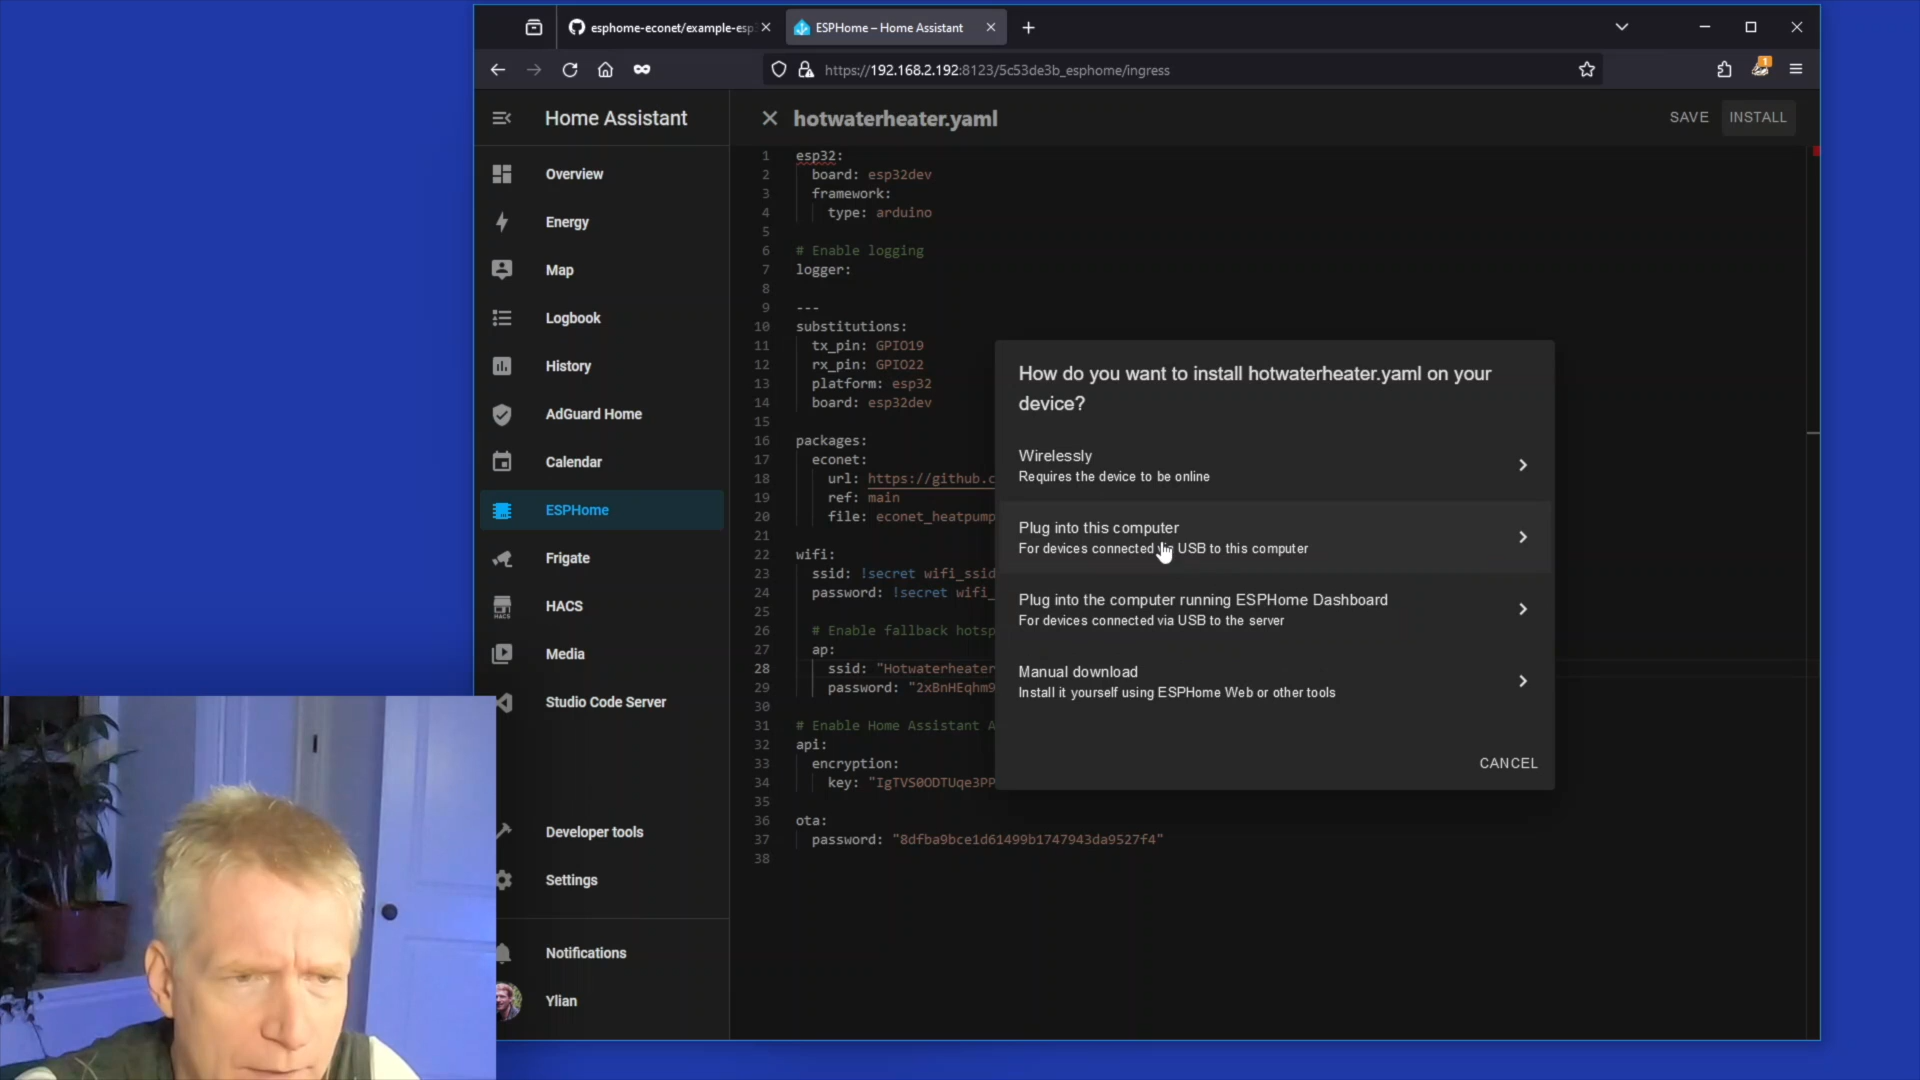 esphome-econet/example-esp
ESPHome – Home Assistant
https://192.168.2.192:8123/5c53de3b_esphome/ingress
1
Home Assistant
Overview
Energy
Map
Logbook
History
AdGuard Home
Calendar
ESPHome
Frigate
HACS
HACS
Media
Studio Code Server
Developer tools
Settings
Notifications
Ylian
hotwaterheater.yaml
SAVE
INSTALL
1 esp32:
2 board: esp32dev
3 framework:
4 type: arduino
5
6 # Enable logging
7 logger:
8
9 ---
10 substitutions:
11 tx_pin: GPIO19
12 rx_pin: GPIO22
13 platform: esp32
14 board: esp32dev
15
16 packages:
17 econet:
18 url: https://github.c
19 ref: main
20 file: econet_heatpump
21
22 wifi:
23 ssid: !secret wifi_ssid
24 password: !secret wifi_
25
26 # Enable fallback hotsp
27 ap:
28 ssid: "Hotwaterheater
29 password: "2xBnHEqhm9
30
31 # Enable Home Assistant A
32 api:
33 encryption:
34 key: "IgTVS0ODTUqe3PP
35
36 ota:
37 password: "8dfba9bce1d61499b1747943da9527f4"
38
How do you want to install hotwaterheater.yaml on your
device?
Wirelessly
Requires the device to be online
Plug into this computer
For devices connected via USB to this computer
Plug into the computer running ESPHome Dashboard
For devices connected via USB to the server
Manual download
Install it yourself using ESPHome Web or other tools
CANCEL